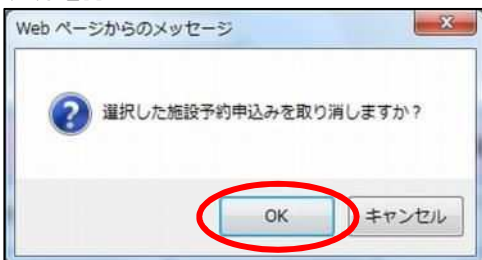 Web ページからのメッセージ
選択した施設予約申込みを取り消しますか？
OK
キャンセル